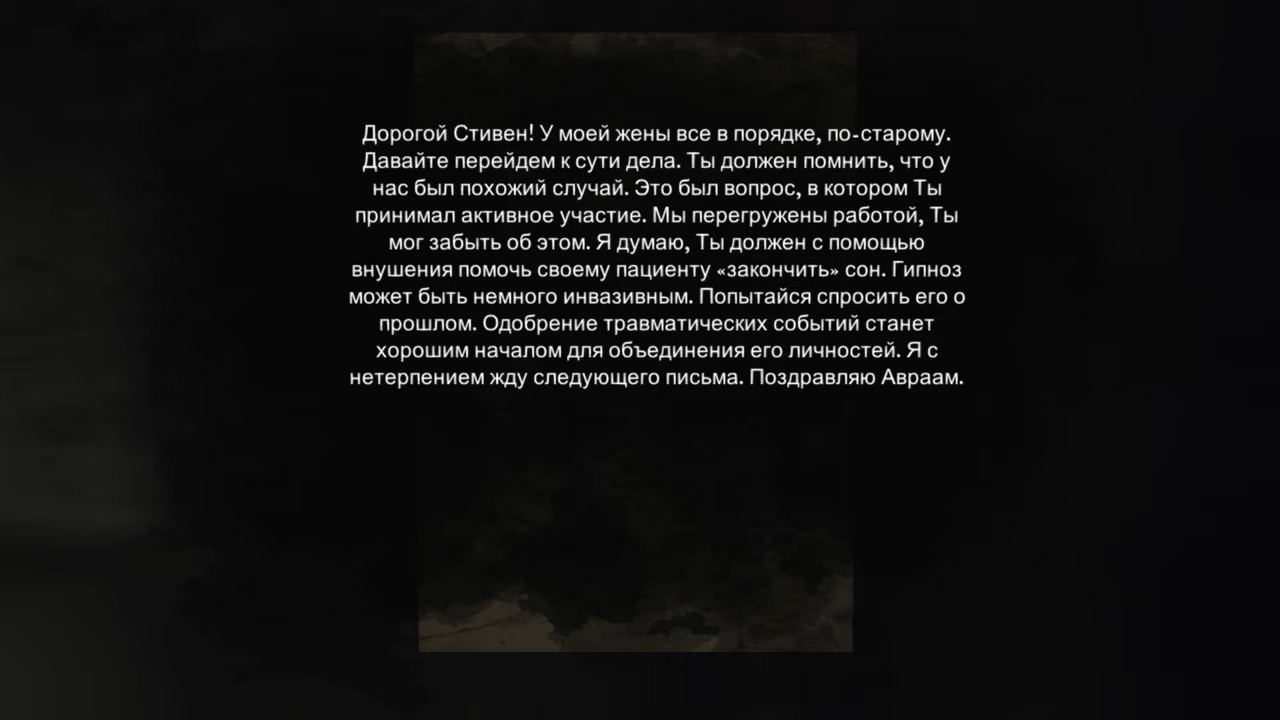 Дорогой Стивен! У моей жены все в порядке, по-старому.
Давайте перейдем к сути дела. Ты должен помнить, что у
нас был похожий случай. Это был вопрос, в котором Ты
принимал активное участие. Мы перегружены работой, Ты
мог забыть об этом. Я думаю, Ты должен с помощью
внушения помочь своему пациенту «закончить» сон. Гипноз
может быть немного инвазивным. Попытайся спросить его о
прошлом. Одобрение травматических событий станет
хорошим началом для объединения его личностей. Я с
нетерпением жду следующего письма. Поздравляю Авраам.